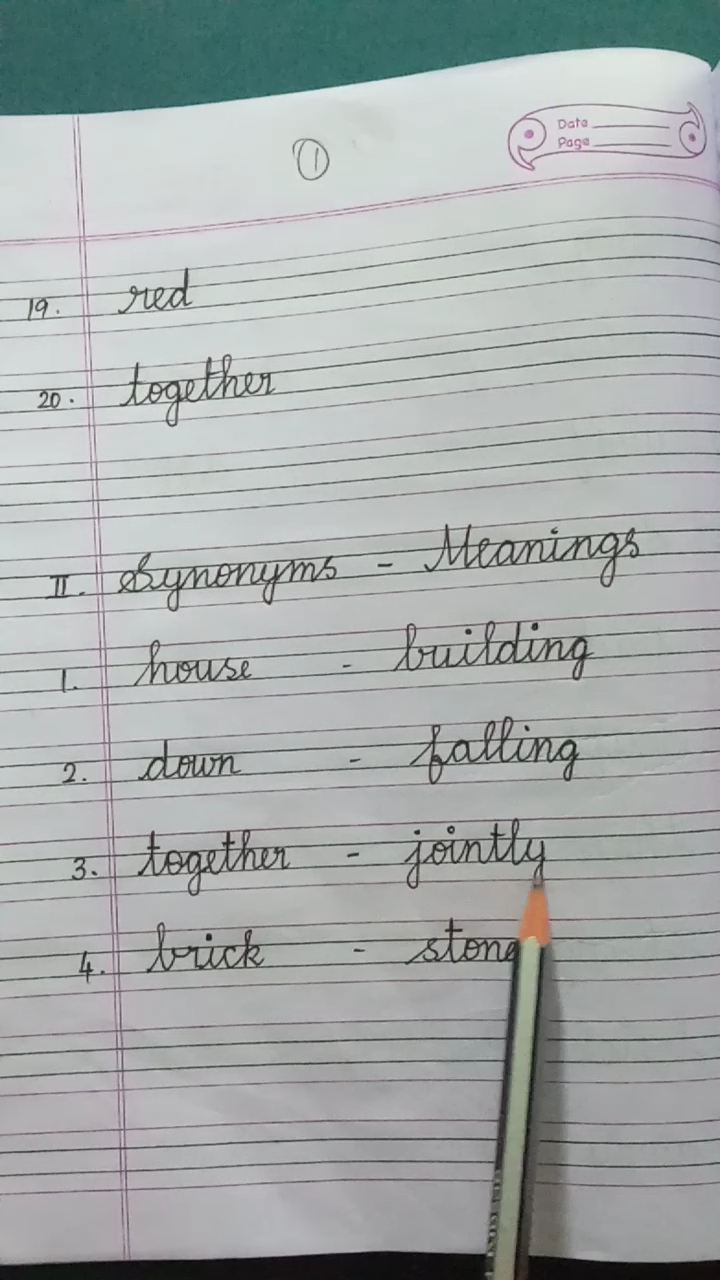 1
Date
Page
19. red
20. together
II. Synonyms - Meanings
1. house - building
2. down - falling
3. together - jointly
4. brick - stone